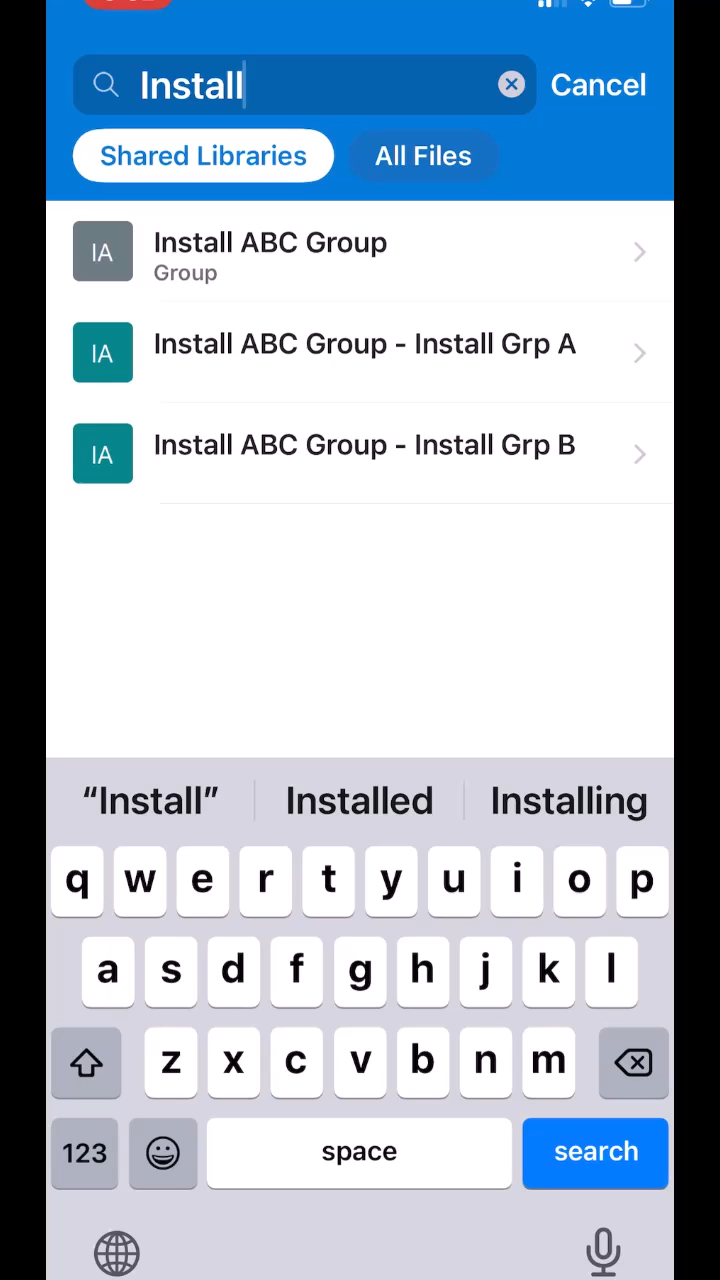 Install
Cancel
Shared Libraries
All Files
IA
Install ABC Group
Group
IA
Install ABC Group - Install Grp A
IA
Install ABC Group - Install Grp B
“Install”
Installed
Installing
q w e r t y u i o p
a s d f g h j k l
z x c v b n m
123
space
search